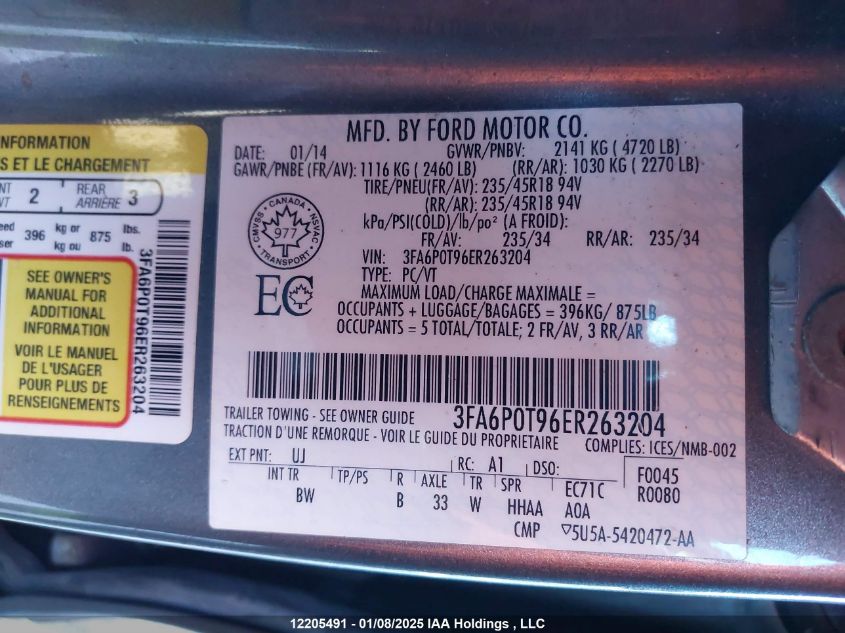 INFORMATION
S ET LE CHARGEMENT
NT
VT
2
REAR
ARRIÈRE
3
396
kg or
kg ou
875
lbs.
lb.
SEE OWNER'S
MANUAL FOR
ADDITIONAL
INFORMATION
VOIR LE MANUEL
DE L'USAGER
POUR PLUS DE
RENSEIGNEMENTS
3FA6P0T96ER263204
MFD. BY FORD MOTOR CO.
DATE: 01/14 GVWR/PNBV: 2141 KG ( 4720 LB)
GAWR/PNBE (FR/AV): 1116 KG ( 2460 LB) (RR/AR): 1030 KG ( 2270 LB)
TIRE/PNEU(FR/AV): 235/45R18 94V
(RR/AR): 235/45R18 94V
kPa/PSI(COLD)/lb/po² (A FROID):
FR/AV: 235/34 RR/AR: 235/34
VIN: 3FA6P0T96ER263204
TYPE: PC/VT
MAXIMUM LOAD/CHARGE MAXIMALE =
OCCUPANTS + LUGGAGE/BAGAGES = 396KG/ 875LB
OCCUPANTS = 5 TOTAL/TOTALE; 2 FR/AV, 3 RR/AR
CMVSS • CANADA • NSVAC
977
• TRANSPORT •
EC
3FA6P0T96ER263204
TRAILER TOWING - SEE OWNER GUIDE
TRACTION D'UNE REMORQUE - VOIR LE GUIDE DU PROPRIETAIRE
COMPLIES: ICES/NMB-002
EXT PNT: UJ RC: A1 DSO: F0045
INT TR TP/PS R AXLE TR SPR EC71C R0080
BW B 33 W HHAA A0A
CMP ▽5U5A-5420472-AA
12205491 - 01/08/2025 IAA Holdings , LLC